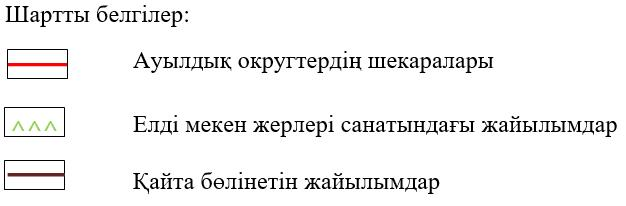 Шартты белгілер:
Ауылдық округтердің шекаралары
Елді мекен жерлері санатындағы жайылымдар
Қайта бөлінетін жайылымдар